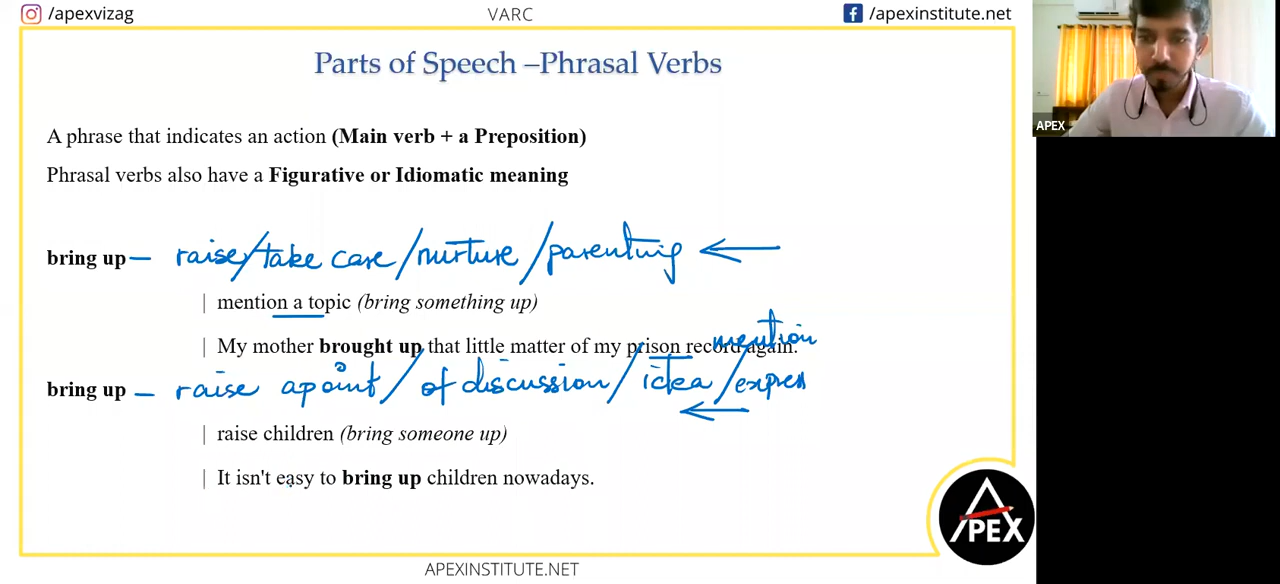 /apexvizag VARC /apexinstitute.net
Parts of Speech –Phrasal Verbs
APEX
A phrase that indicates an action (Main verb + a Preposition)
Phrasal verbs also have a Figurative or Idiomatic meaning
bring up – raise/take care/nurture/parenting
| mention a topic (bring something up)
mention
| My mother brought up that little matter of my prison record again.
bring up – raise a point/of discussion/idea/expres
| raise children (bring someone up)
| It isn't easy to bring up children nowadays.
APEX
APEXINSTITUTE.NET